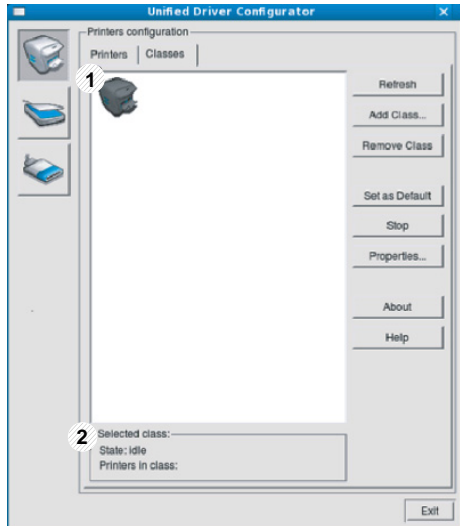 Unified Driver Configurator
Printers configuration
Printers Classes
1
Refresh
Add Class...
Remove Class
Set as Default
Stop
Properties...
About
Help
2 Selected class:
State: idle
Printers in class:
Exit